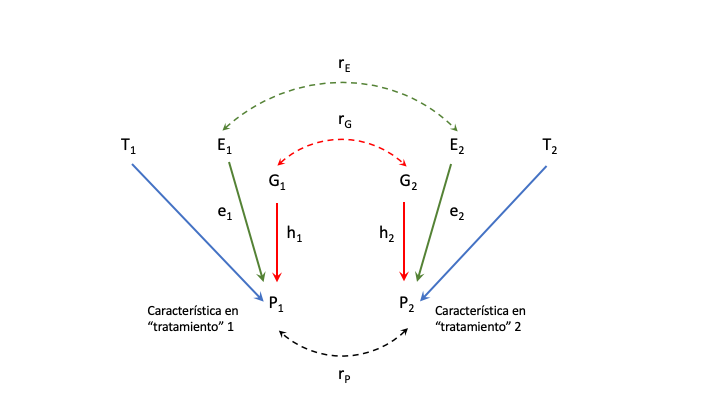 r_E
r_G
T_1
E_1
E_2
T_2
G_1
G_2
e_1
e_2
h_1
h_2
P_1
P_2
Característica en
“tratamiento” 1
Característica en
“tratamiento” 2
r_P